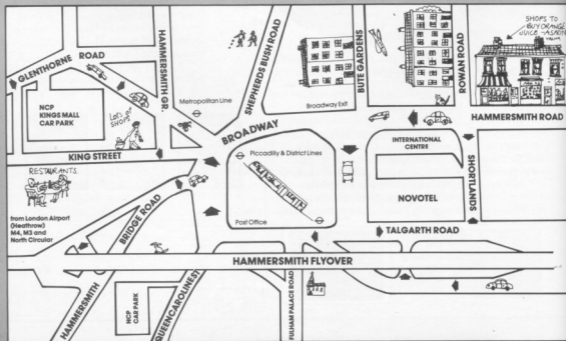 GLENTHORNE ROAD
HAMMERSMITH GR.
SHEPHERDS BUSH ROAD
BUTE GARDENS
ROWAN ROAD
SHOPS TO
BUY ORANGE
JUICE
NCP
KINGS MALL
CAR PARK
Metropolitan Line
Broadway Exit
HAMMERSMITH ROAD
BROADWAY
KING STREET
Piccadilly & District Lines
INTERNATIONAL
CENTRE
SHORTLANDS
RESTAURANTS
NOVOTEL
from London Airport
(Heathrow)
M4, M3 and
North Circular
Post Office
BRIDGE ROAD
TALGARTH ROAD
HAMMERSMITH FLYOVER
HAMMERSMITH
NCP
CAR PARK
QUEEN CAROLINE ST
FULHAM PALACE ROAD